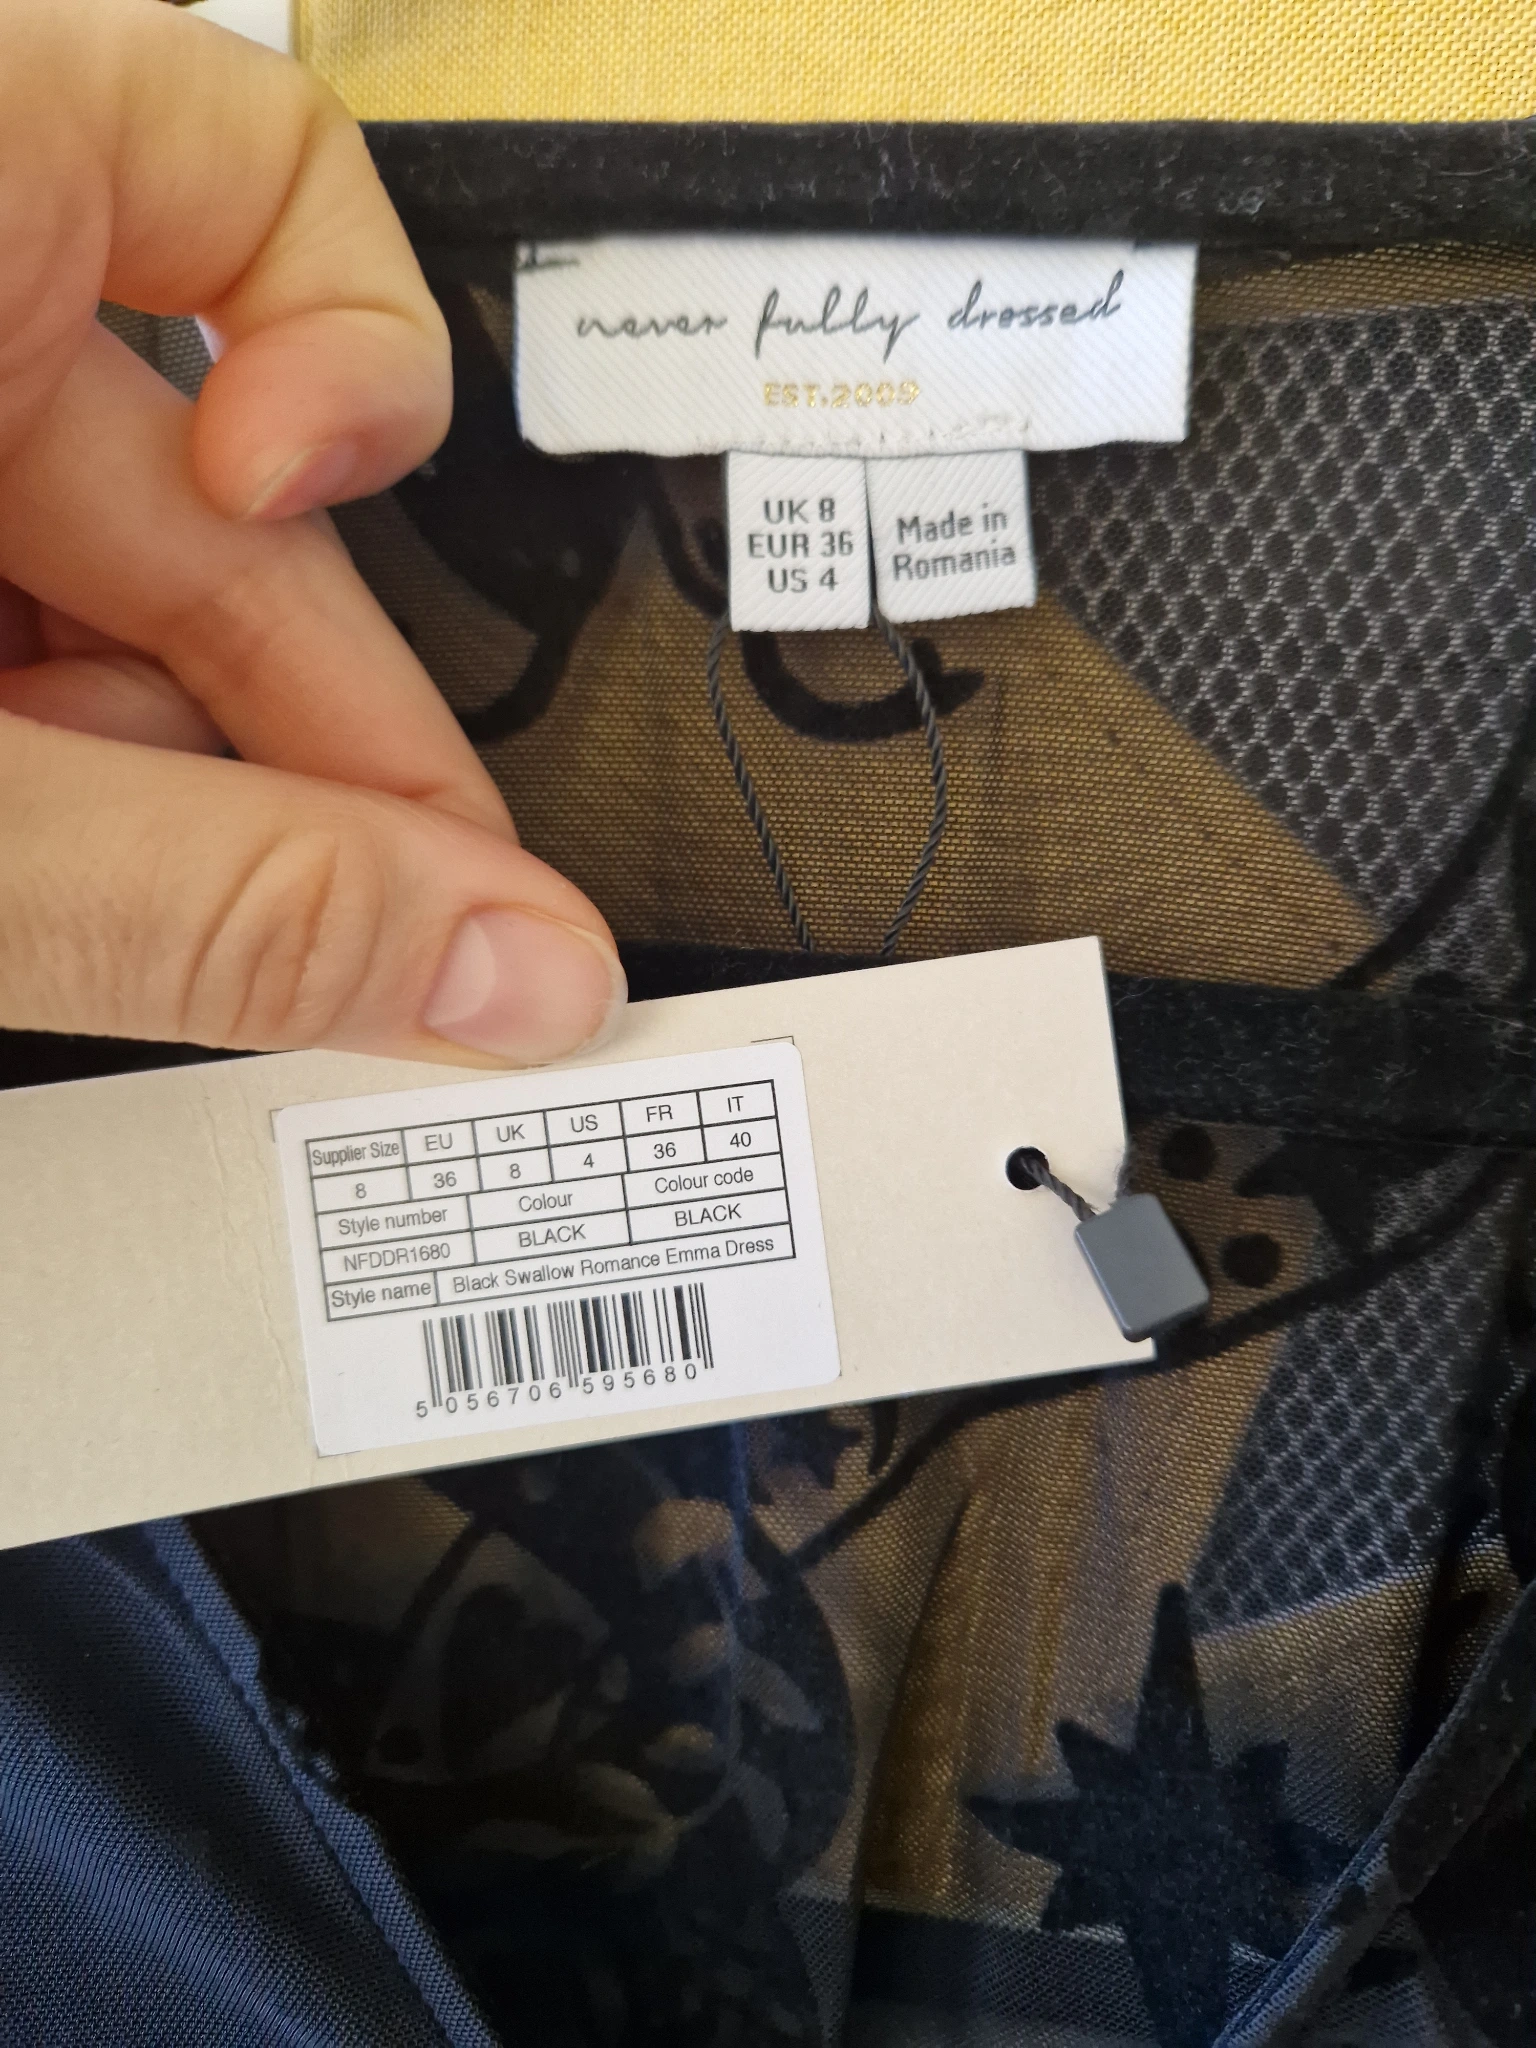 never fully dressed
EST.2009
UK 8
EUR 36
US 4
Made in
Romania
Supplier Size EU UK US FR IT
8 36 8 4 36 40
Style number Colour Colour code
NFDDR1680 BLACK BLACK
Style name Black Swallow Romance Emma Dress
5 056706 595680